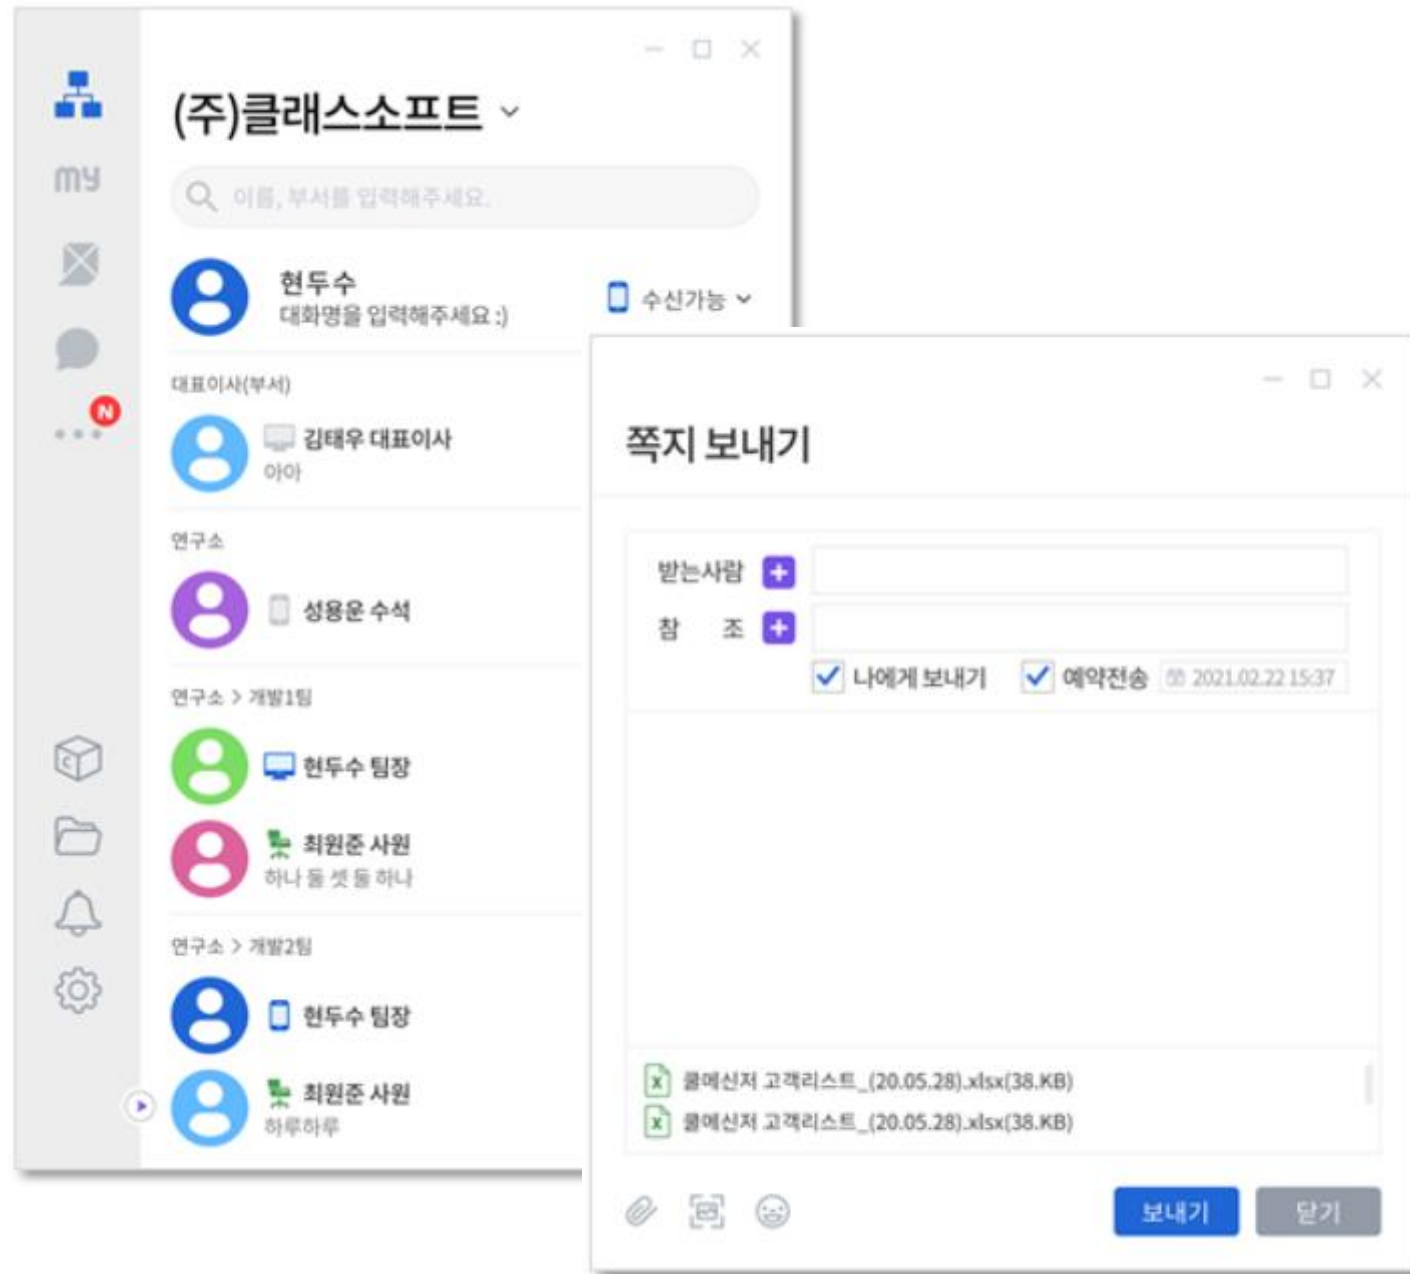 (주)클래스소프트
my
이름, 부서를 입력해주세요.
현두수
대화명을 입력해주세요 :)
수신가능
대표이사(부서)
N
김태우 대표이사
아아
연구소
성용운 수석
연구소 > 개발1팀
현두수 팀장
최원준 사원
하나 둘 셋 둘 하나
연구소 > 개발2팀
현두수 팀장
최원준 사원
하루하루
쪽지 보내기
받는사람
참 조
나에게 보내기 예약전송 2021.02.22 15:37
쿨메신저 고객리스트_(20.05.28).xlsx(38.KB)
쿨메신저 고객리스트_(20.05.28).xlsx(38.KB)
보내기 닫기